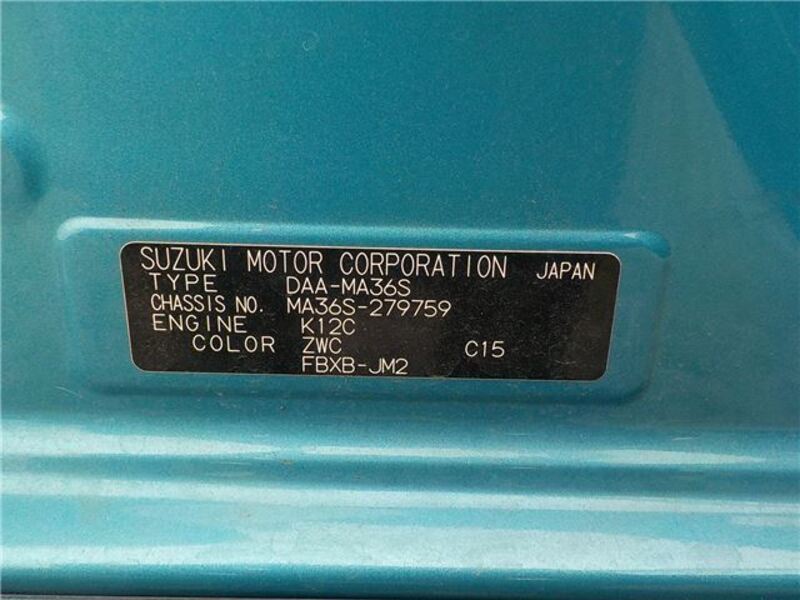 SUZUKI MOTOR CORPORATION JAPAN
TYPE DAA-MA36S
CHASSIS NO. MA36S-279759
ENGINE K12C
COLOR ZWC C15
FBXB-JM2